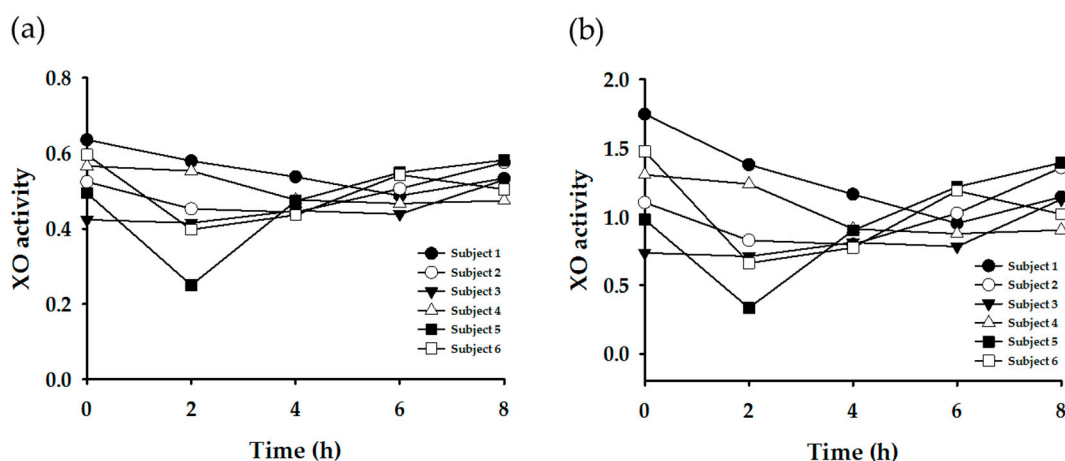 (a)
XO activity
0.8
0.6
0.4
0.2
0.0
0 2 4 6 8
Time (h)
Subject 1
Subject 2
Subject 3
Subject 4
Subject 5
Subject 6
(b)
XO activity
2.0
1.5
1.0
0.5
0.0
0 2 4 6 8
Time (h)
Subject 1
Subject 2
Subject 3
Subject 4
Subject 5
Subject 6